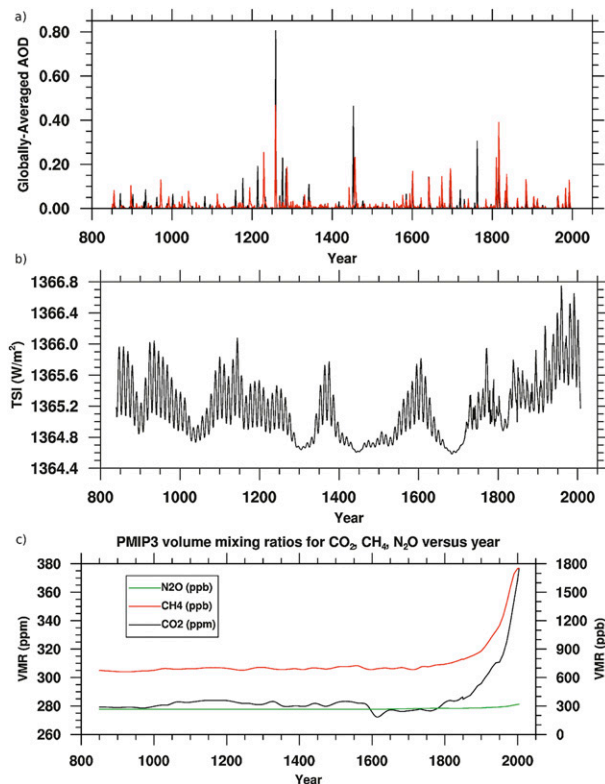 a)
Globally-Averaged AOD
0.80
0.60
0.40
0.20
0.00
800 1000 1200 1400 1600 1800 2000
Year
b)
TSI (W/m²)
1366.8
1366.4
1366.0
1365.6
1365.2
1364.8
1364.4
800 1000 1200 1400 1600 1800 2000
Year
c)
PMIP3 volume mixing ratios for CO₂, CH₄, N₂O versus year
VMR (ppm)
380
360
340
320
300
280
260
N2O (ppb)
CH4 (ppb)
CO2 (ppm)
1800
1500
1200
900
600
300
0
VMR (ppb)
800 1000 1200 1400 1600 1800 2000
Year